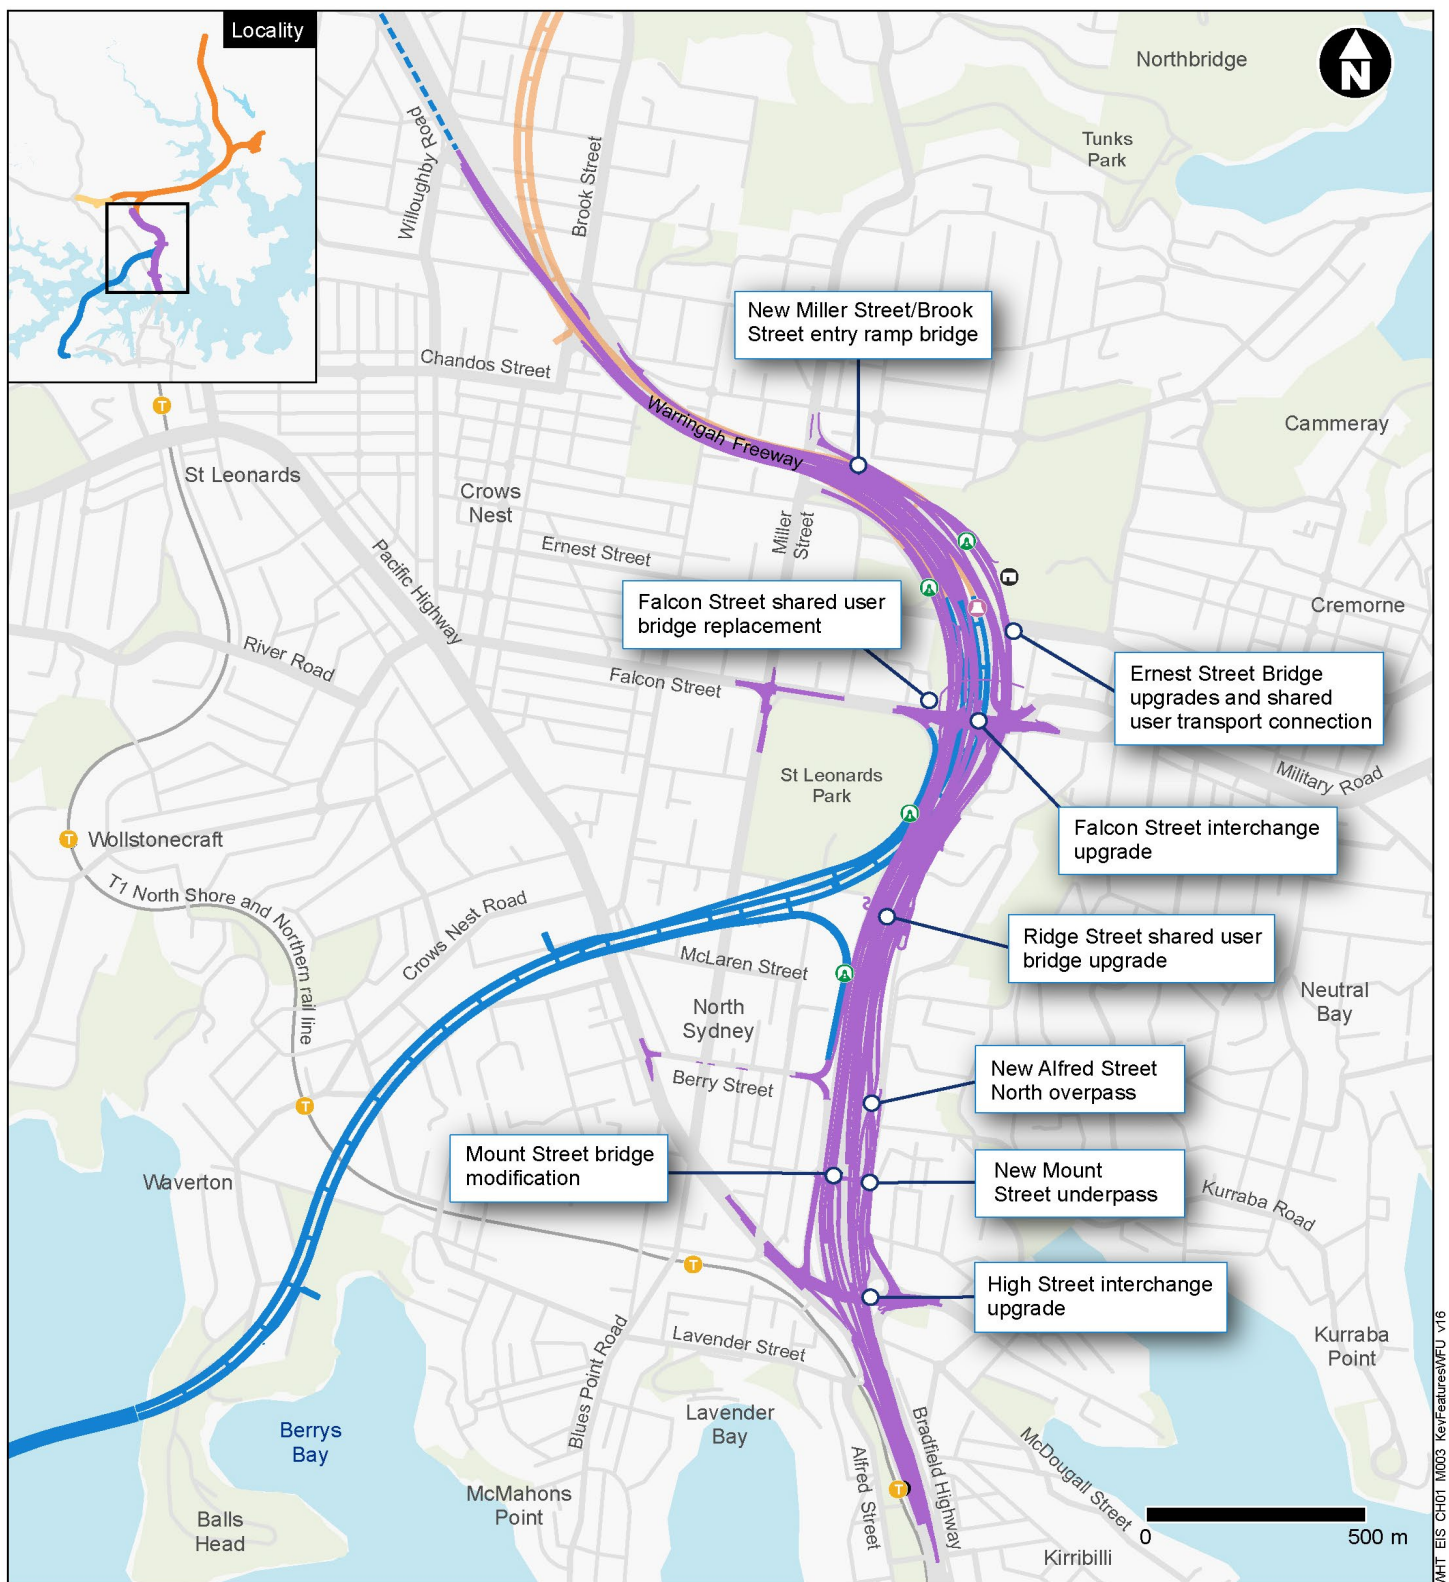 Locality
N
Northbridge
Tunks
Park
Willoughby Road
Brook Street
New Miller Street/Brook
Street entry ramp bridge
Chandos Street
Warringah Freeway
Cammeray
T
St Leonards
Crows
Nest
Miller
Street
Ernest Street
Pacific Highway
Falcon Street shared user
bridge replacement
Cremorne
River Road
Falcon Street
Ernest Street Bridge
upgrades and shared
user transport connection
St Leonards
Park
Military Road
Falcon Street interchange
upgrade
T
Wollstonecraft
T1 North Shore and Northern rail line
Crows Nest Road
Ridge Street shared user
bridge upgrade
McLaren Street
North
Sydney
Neutral
Bay
Berry Street
New Alfred Street
North overpass
T
Mount Street bridge
modification
New Mount
Street underpass
Waverton
Kurraba Road
T
High Street interchange
upgrade
Lavender Street
Blues Point Road
Kurraba
Point
Berrys
Bay
Lavender
Bay
Alfred Street
Bradfield Highway
McDougall Street
T
McMahons
Point
Balls
Head
0
500 m
Kirribilli
WHT_EIS_CH01_M003_KeyFeaturesWFU_v16